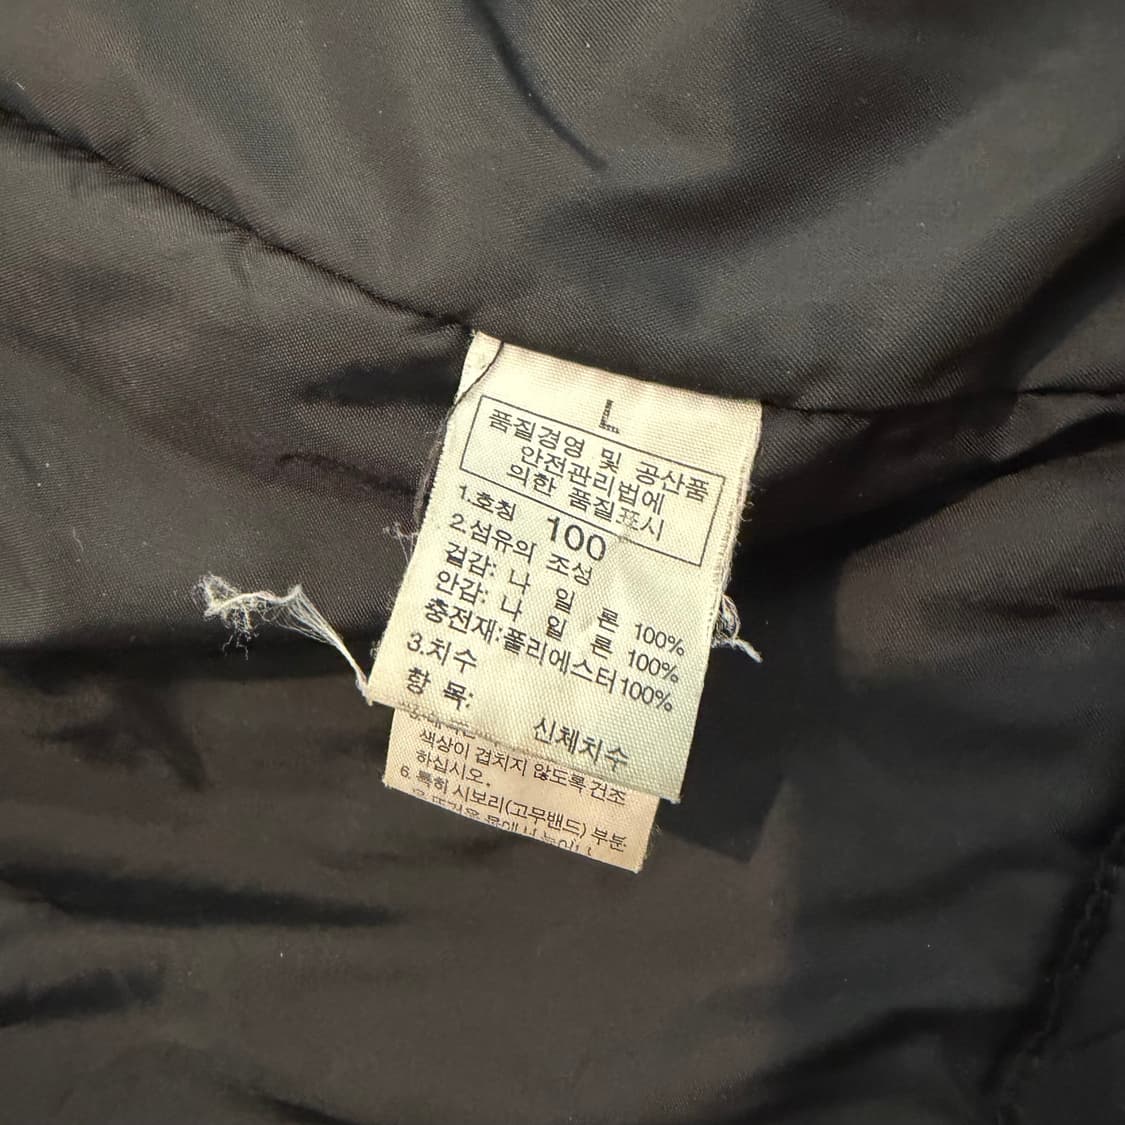 L
품질경영 및 공산품
안전관리법에
의한 품질표시
1.호칭 100
2.섬유의 조성
겉감: 나 일 론 100%
안감: 나 일 론 100%
충전재:폴리에스터100%
3.치수
항 목:
신체치수
색상이 겹치지 않도록 건조
하십시오.
6. 특히 시보리(고무밴드) 부분